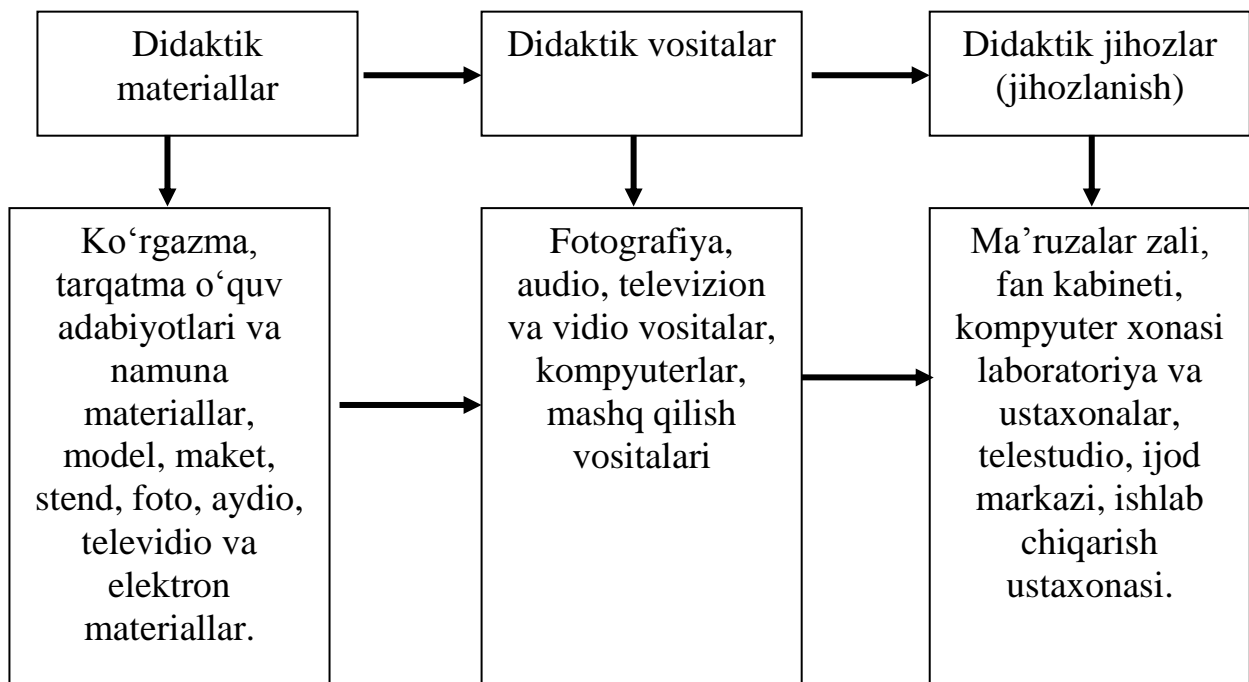 Didaktik
materiallar
Didaktik vositalar
Didaktik jihozlar
(jihozlanish)
Ko‘rgazma,
tarqatma o‘quv
adabiyotlari va
namuna
materiallar,
model, maket,
stend, foto, aydio,
televidio va
elektron
materiallar.
Fotografiya,
audio, televizion
va vidio vositalar,
kompyuterlar,
mashq qilish
vositalari
Ma’ruzalar zali,
fan kabineti,
kompyuter xonasi
laboratoriya va
ustaxonalar,
telestudio, ijod
markazi, ishlab
chiqarish
ustaxonasi.